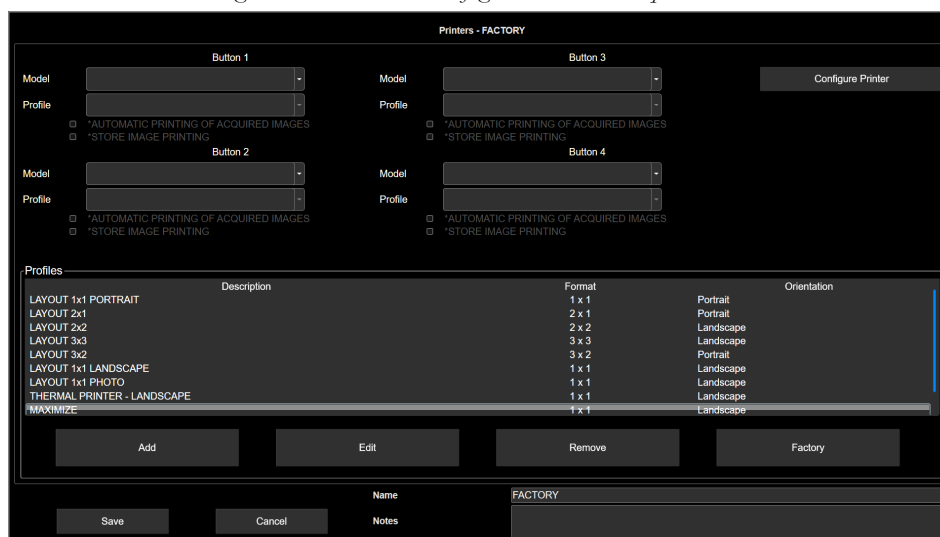 Printers - FACTORY
Button 1 Button 3
Model Model Configure Printer
Profile Profile
*AUTOMATIC PRINTING OF ACQUIRED IMAGES *AUTOMATIC PRINTING OF ACQUIRED IMAGES
*STORE IMAGE PRINTING *STORE IMAGE PRINTING
Button 2 Button 4
Model Model
Profile Profile
*AUTOMATIC PRINTING OF ACQUIRED IMAGES *AUTOMATIC PRINTING OF ACQUIRED IMAGES
*STORE IMAGE PRINTING *STORE IMAGE PRINTING
Profiles
Description Format Orientation
LAYOUT 1x1 PORTRAIT 1 x 1 Portrait
LAYOUT 2x1 2 x 1 Portrait
LAYOUT 2x2 2 x 2 Landscape
LAYOUT 3x3 3 x 3 Landscape
LAYOUT 3x2 3 x 2 Portrait
LAYOUT 1x1 LANDSCAPE 1 x 1 Landscape
LAYOUT 1x1 PHOTO 1 x 1 Landscape
THERMAL PRINTER - LANDSCAPE 1 x 1 Landscape
MAXIMIZE 1 x 1 Landscape
Add Edit Remove Factory
Name FACTORY
Save Cancel Notes